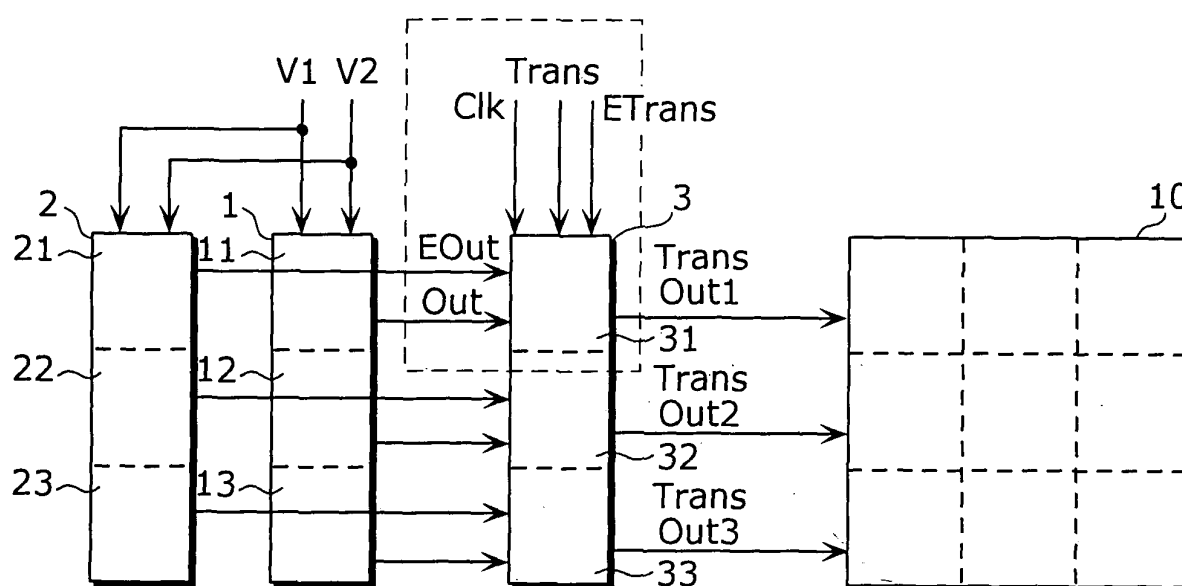 V1 V2
Trans
Clk
ETrans
2
1
3
10
21
11
EOut
Trans
Out1
Out
31
22
12
Trans
Out2
32
23
13
Trans
Out3
33